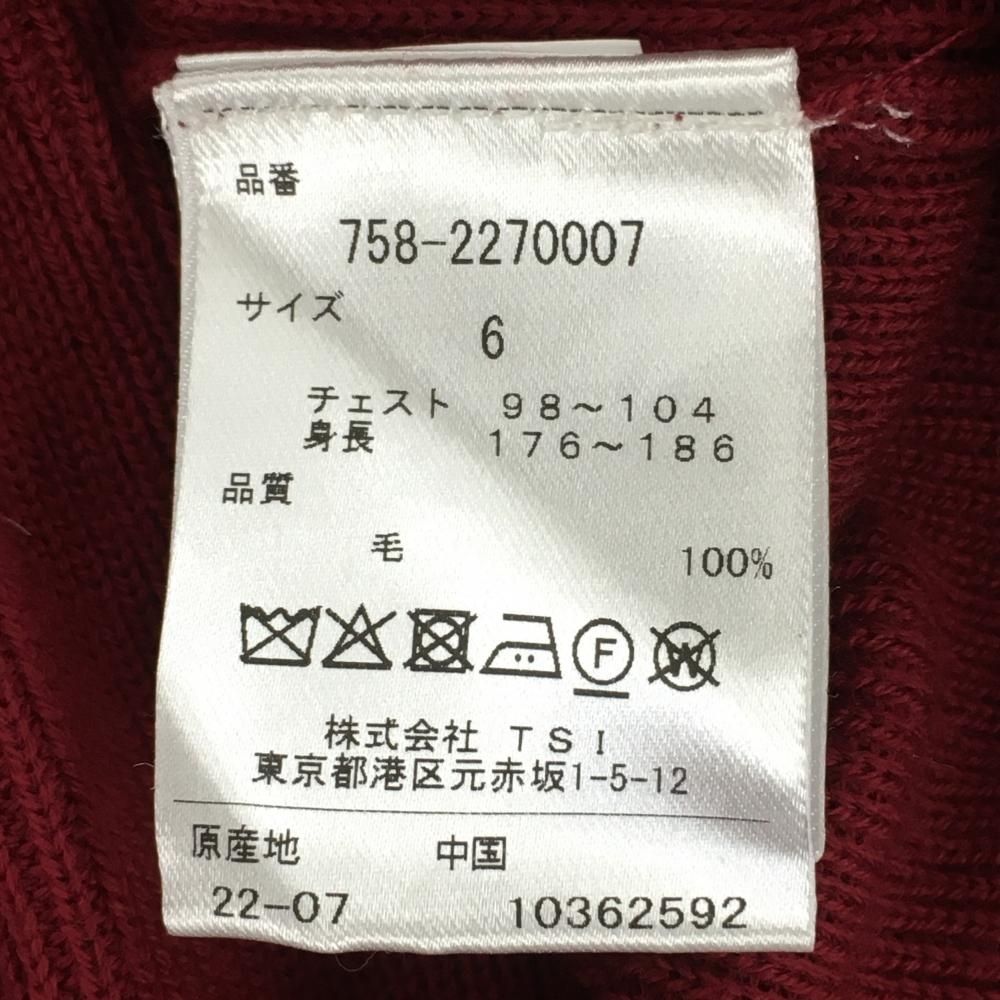 品番
758-2270007
サイズ
6
チェスト 98～104
身長 176～186
品質
毛 100%
F W
株式会社 TSI
東京都港区元赤坂1-5-12
原産地 中国
22-07 10362592